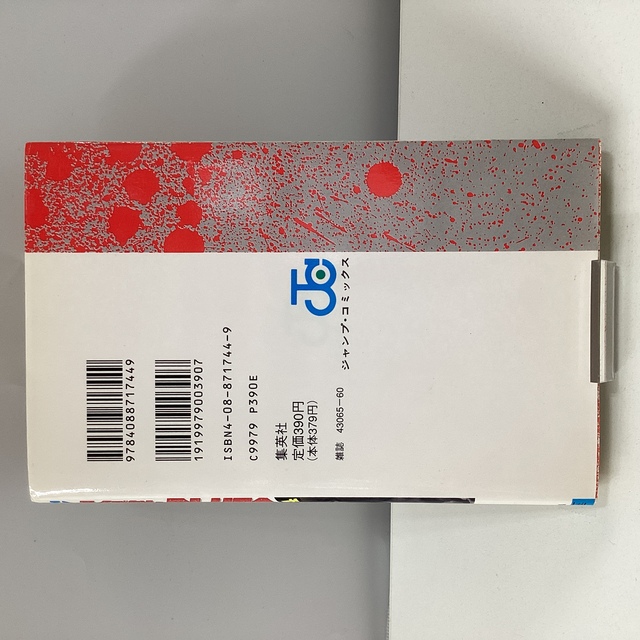 ジャンプ・コミックス
9784088717449
1919979003907
ISBN4-08-871744-9
C9979 P390E
集英社
定価390円
(本体379円)
雑誌 43065-60